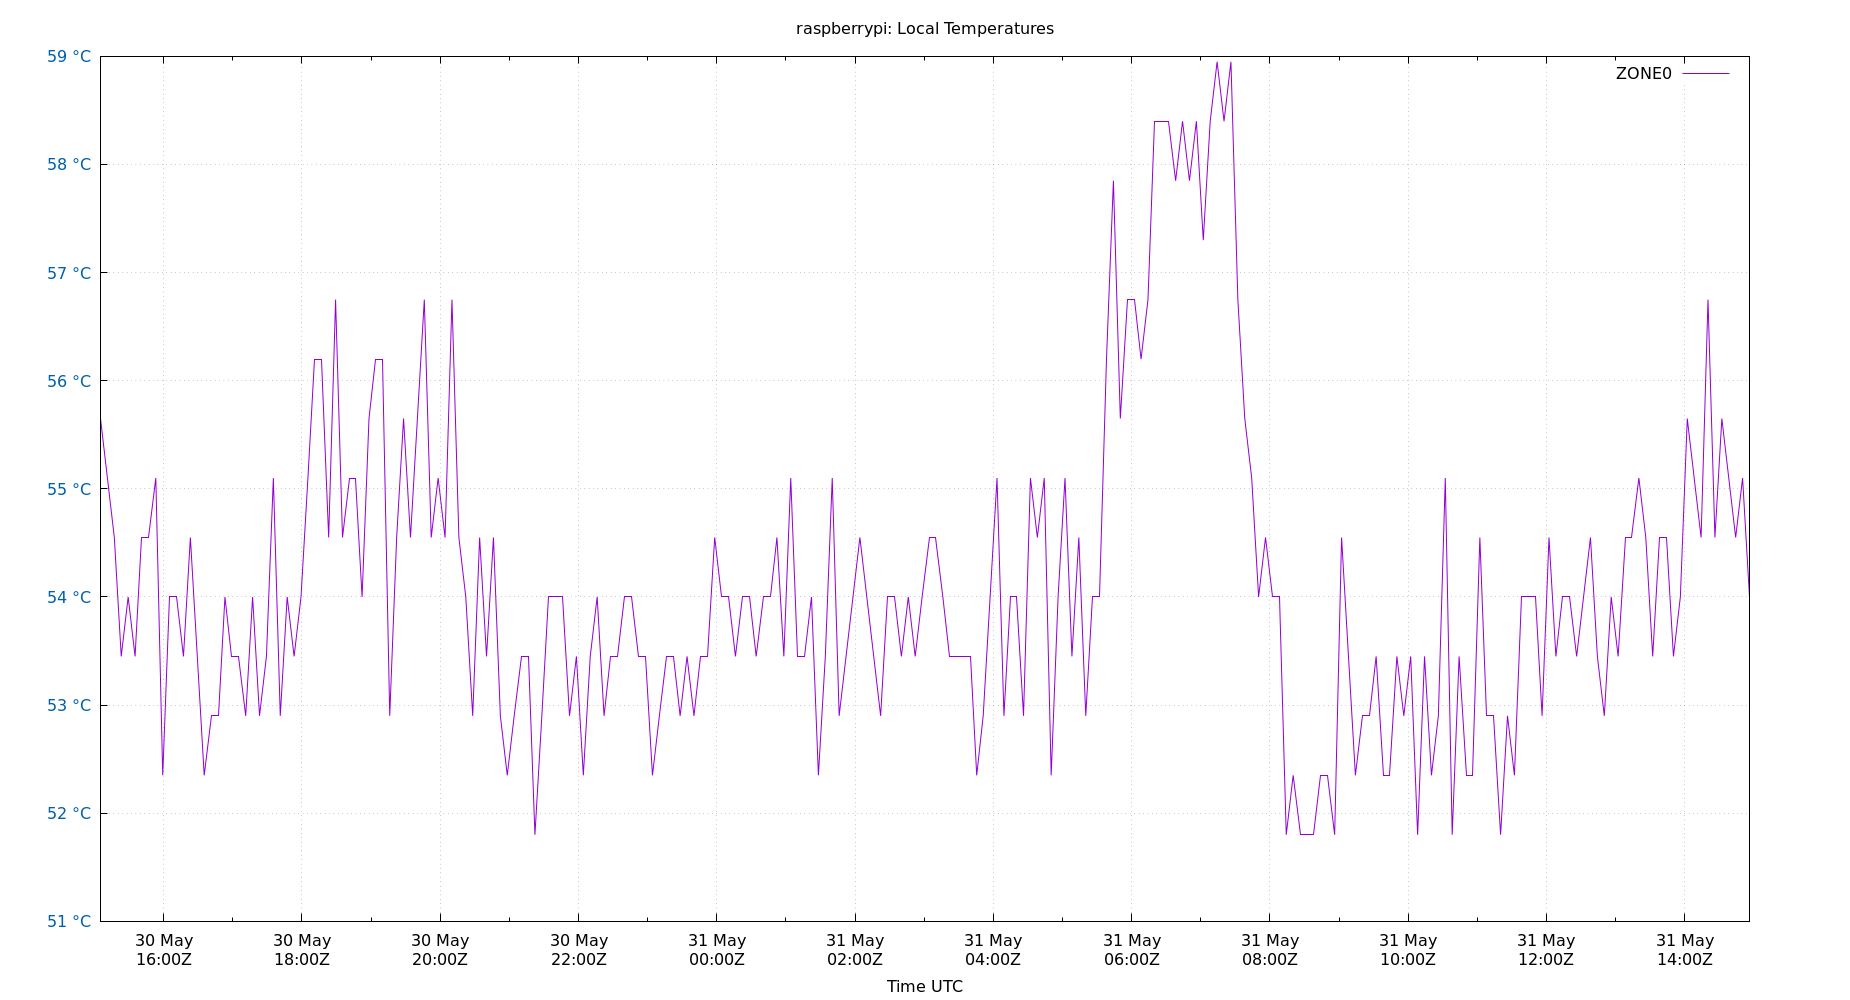 raspberrypi: Local Temperatures
ZONE0
59 °C
58 °C
57 °C
56 °C
55 °C
54 °C
53 °C
52 °C
51 °C
30 May 30 May 30 May 30 May 31 May 31 May 31 May 31 May 31 May 31 May 31 May 31 May
16:00Z 18:00Z 20:00Z 22:00Z 00:00Z 02:00Z 04:00Z 06:00Z 08:00Z 10:00Z 12:00Z 14:00Z
Time UTC